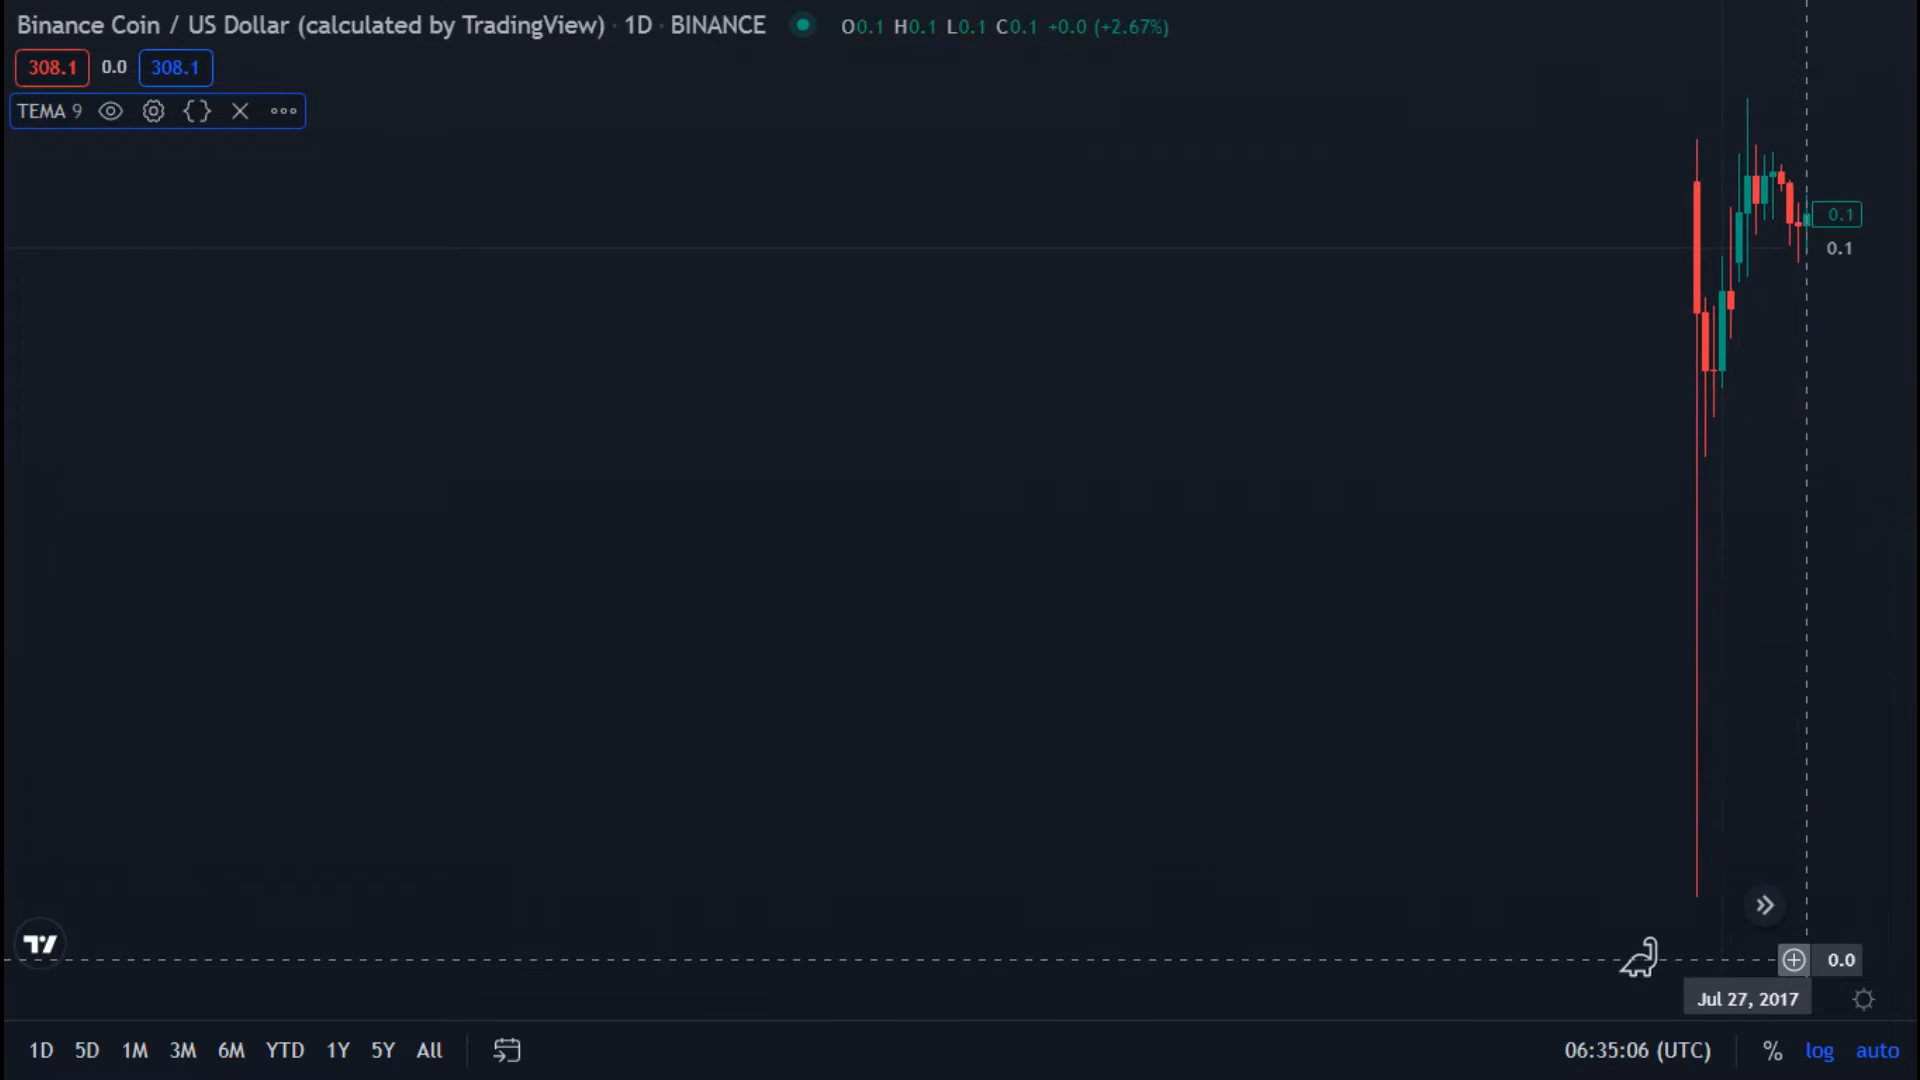 Binance Coin / US Dollar (calculated by TradingView) · 1D · BINANCE O0.1 H0.1 L0.1 C0.1 +0.0 (+2.67%)
308.1 0.0 308.1
TEMA 9
0.1
0.1
0.0
Jul 27, 2017
1D 5D 1M 3M 6M YTD 1Y 5Y All 06:35:06 (UTC) % log auto